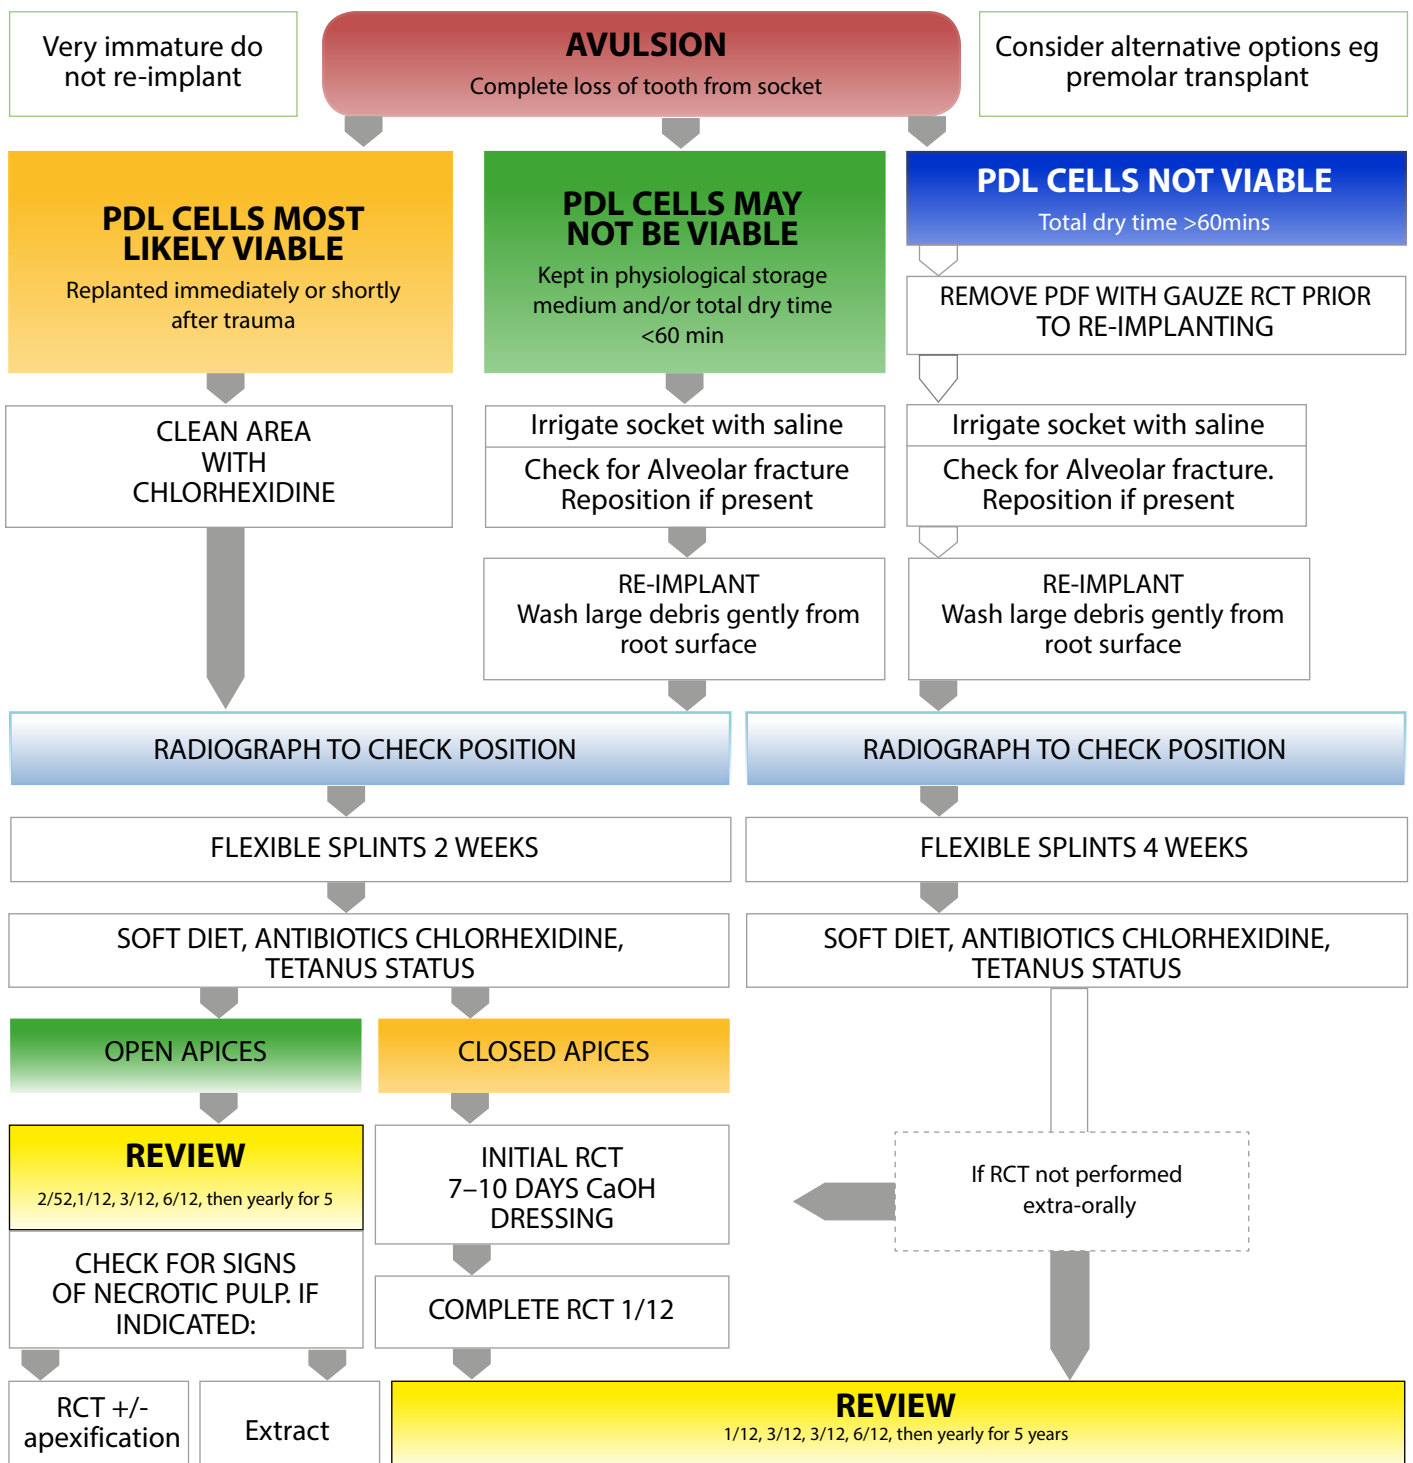 Very immature do
not re-implant
AVULSION
Complete loss of tooth from socket
Consider alternative options eg
premolar transplant
PDL CELLS MOST
LIKELY VIABLE
Replanted immediately or shortly
after trauma
PDL CELLS MAY
NOT BE VIABLE
Kept in physiological storage
medium and/or total dry time
<60 min
PDL CELLS NOT VIABLE
Total dry time >60mins
REMOVE PDF WITH GAUZE RCT PRIOR
TO RE-IMPLANTING
CLEAN AREA
WITH
CHLORHEXIDINE
Irrigate socket with saline
Check for Alveolar fracture
Reposition if present
Irrigate socket with saline
Check for Alveolar fracture.
Reposition if present
RE-IMPLANT
Wash large debris gently from
root surface
RE-IMPLANT
Wash large debris gently from
root surface
RADIOGRAPH TO CHECK POSITION
RADIOGRAPH TO CHECK POSITION
FLEXIBLE SPLINTS 2 WEEKS
FLEXIBLE SPLINTS 4 WEEKS
SOFT DIET, ANTIBIOTICS CHLORHEXIDINE,
TETANUS STATUS
SOFT DIET, ANTIBIOTICS CHLORHEXIDINE,
TETANUS STATUS
OPEN APICES
CLOSED APICES
REVIEW
2/52,1/12, 3/12, 6/12, then yearly for 5
INITIAL RCT
7–10 DAYS CaOH
DRESSING
If RCT not performed
extra-orally
CHECK FOR SIGNS
OF NECROTIC PULP. IF
INDICATED:
COMPLETE RCT 1/12
RCT +/-
apexification
Extract
REVIEW
1/12, 3/12, 3/12, 6/12, then yearly for 5 years